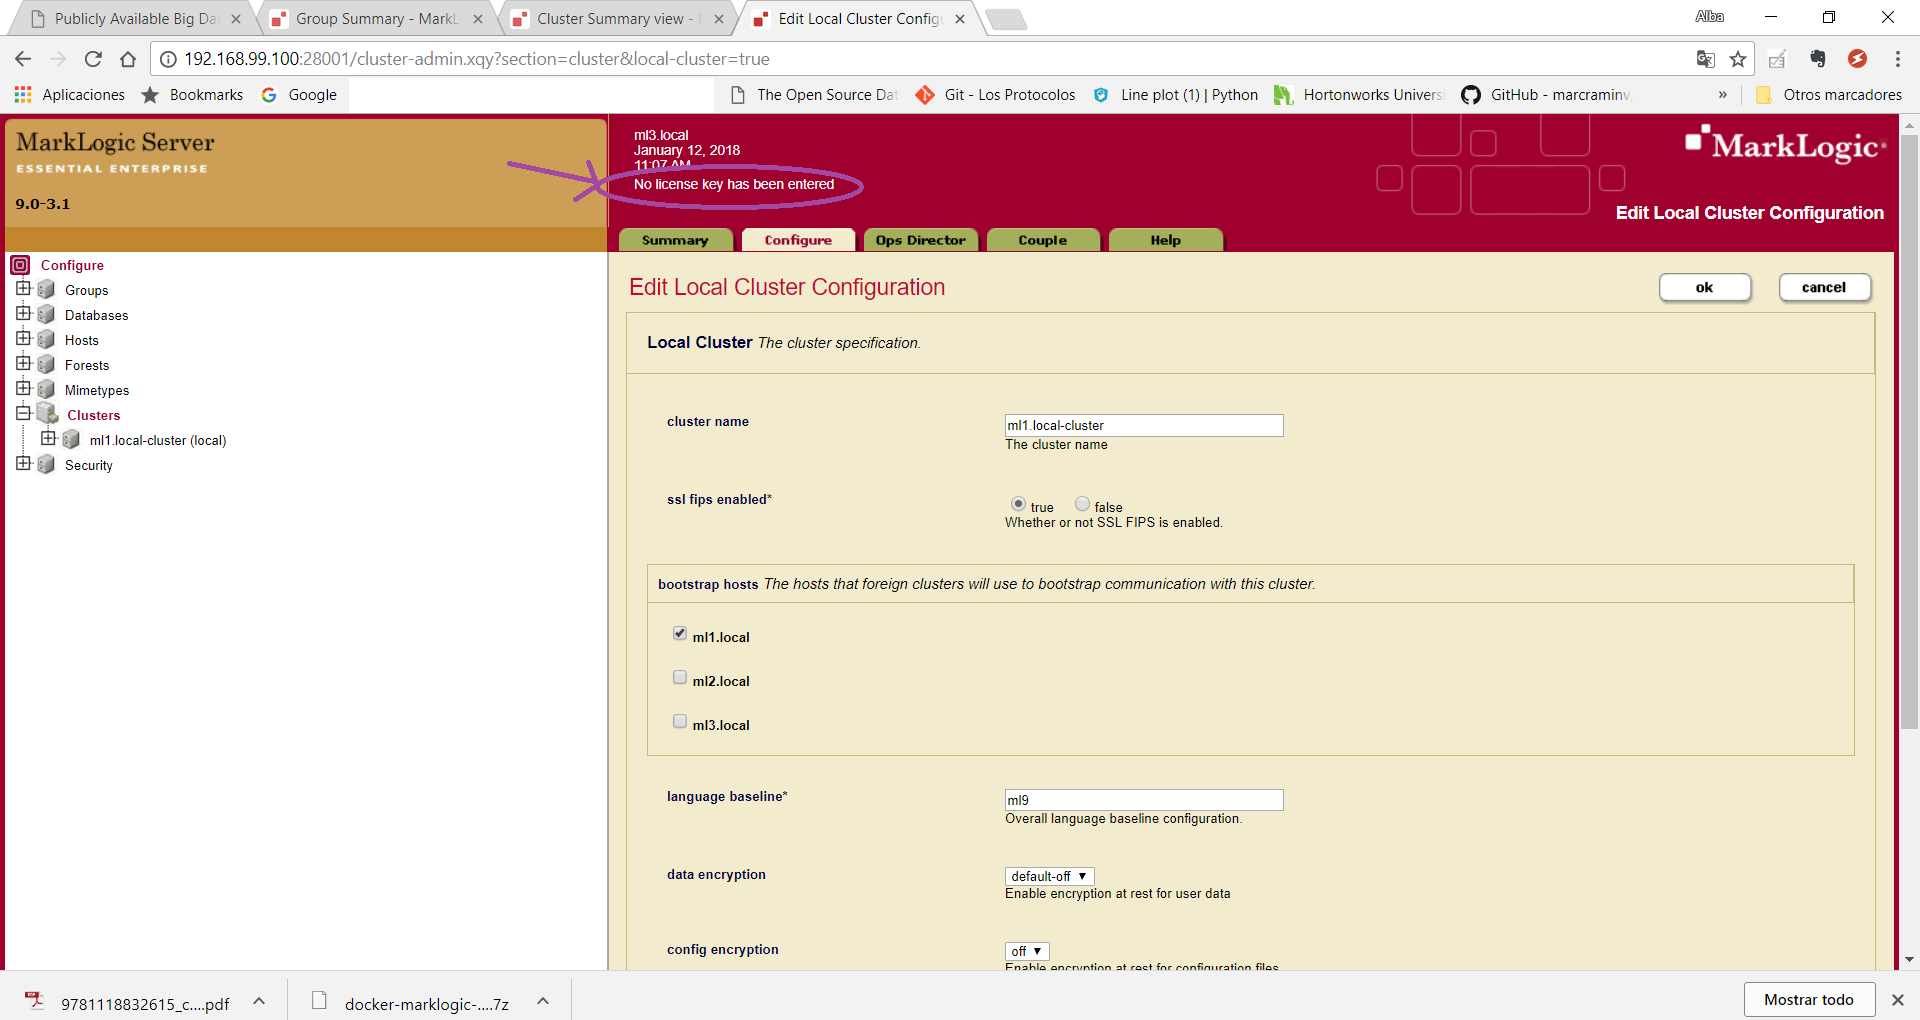 Publicly Available Big Da
Group Summary - MarkL
Cluster Summary view -
Edit Local Cluster Config
Alba
192.168.99.100:28001/cluster-admin.xqy?section=cluster&local-cluster=true
Aplicaciones
Bookmarks
Google
The Open Source Dat
Git - Los Protocolos
Line plot (1) | Python
Hortonworks Univers
GitHub - marcraminv
»
Otros marcadores
MarkLogic Server
ESSENTIAL ENTERPRISE
9.0-3.1
ml3.local
January 12, 2018
11:07 AM
No license key has been entered
MarkLogic
Edit Local Cluster Configuration
Summary
Configure
Ops Director
Couple
Help
Configure
Groups
Databases
Hosts
Forests
Mimetypes
Clusters
ml1.local-cluster (local)
Security
Edit Local Cluster Configuration
ok
cancel
Local Cluster The cluster specification.
cluster name
ml1.local-cluster
The cluster name
ssl fips enabled*
true
false
Whether or not SSL FIPS is enabled.
bootstrap hosts The hosts that foreign clusters will use to bootstrap communication with this cluster.
ml1.local
ml2.local
ml3.local
language baseline*
ml9
Overall language baseline configuration.
data encryption
default-off
Enable encryption at rest for user data
config encryption
off
Enable encryption at rest for configuration files
9781118832615_c....pdf
docker-marklogic-....7z
Mostrar todo